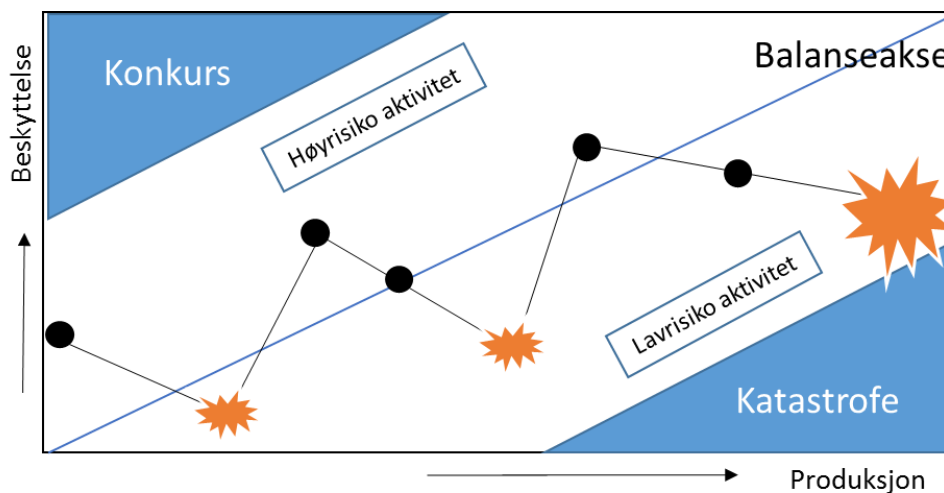 Konkurs
Balanseakse
Høyrisiko aktivitet
Beskyttelse
Lavrisiko aktivitet
Katastrofe
Produksjon